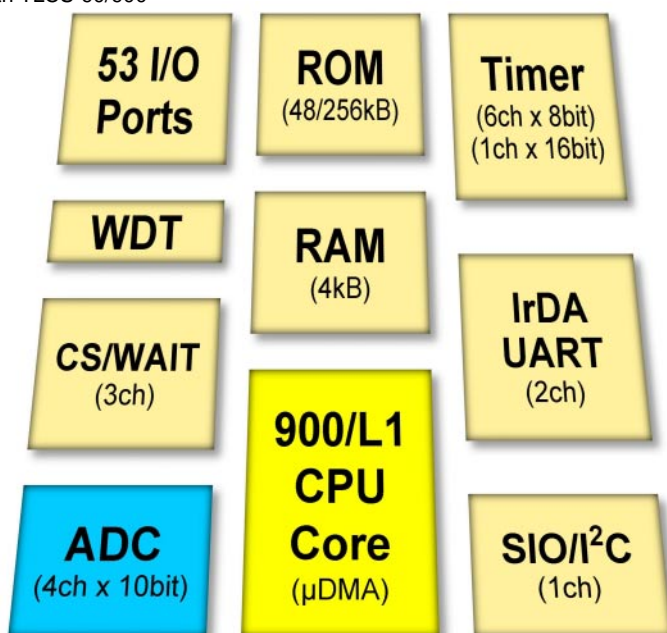 53 I/O
Ports
ROM
(48/256kB)
Timer
(6ch x 8bit)
(1ch x 16bit)
WDT
RAM
(4kB)
IrDA
UART
(2ch)
CS/WAIT
(3ch)
900/L1
CPU
Core
(µDMA)
ADC
(4ch x 10bit)
SIO/I²C
(1ch)